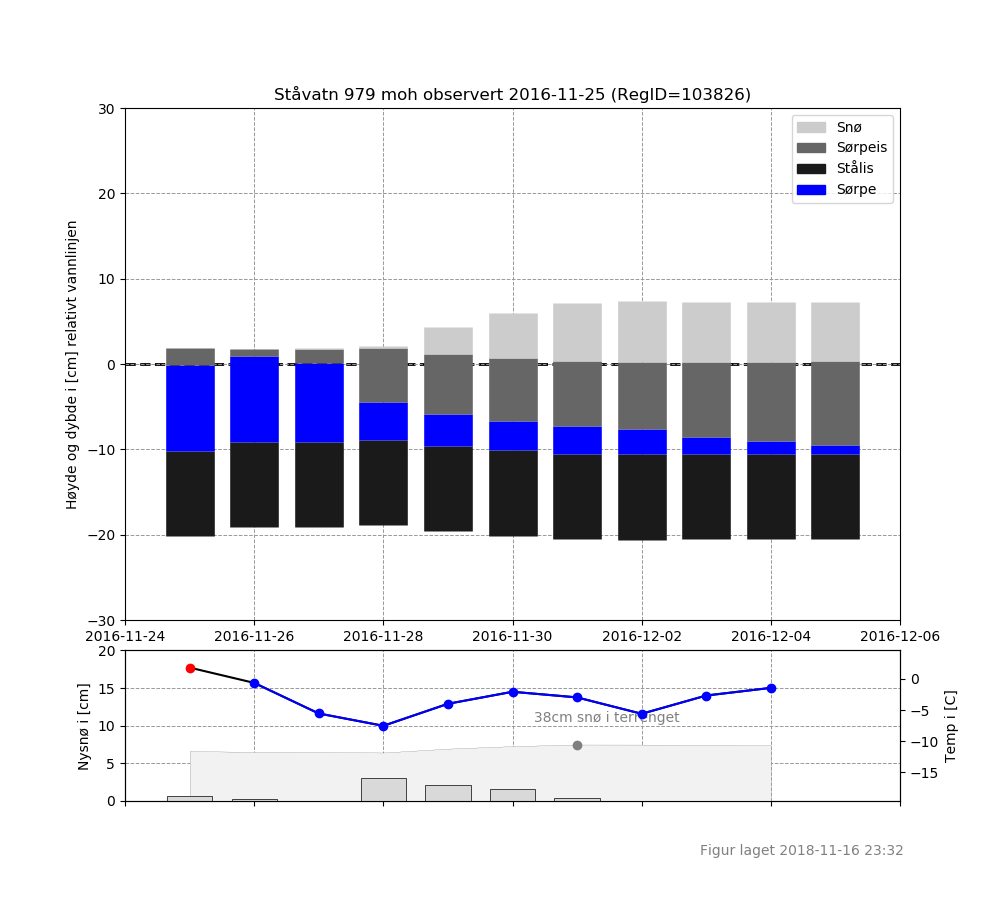 Ståvatn 979 moh observert 2016-11-25 (RegID=103826)
Høyde og dybde i [cm] relativt vannlinjen
30
20
10
0
−10
−20
−30
Snø
Sørpeis
Stålis
Sørpe
2016-11-24 2016-11-26 2016-11-28 2016-11-30 2016-12-02 2016-12-04 2016-12-06
Nysnø i [cm]
20
15
10
5
0
38cm snø i terrenget
0
−5
−10
−15
Temp i [C]
Figur laget 2018-11-16 23:32